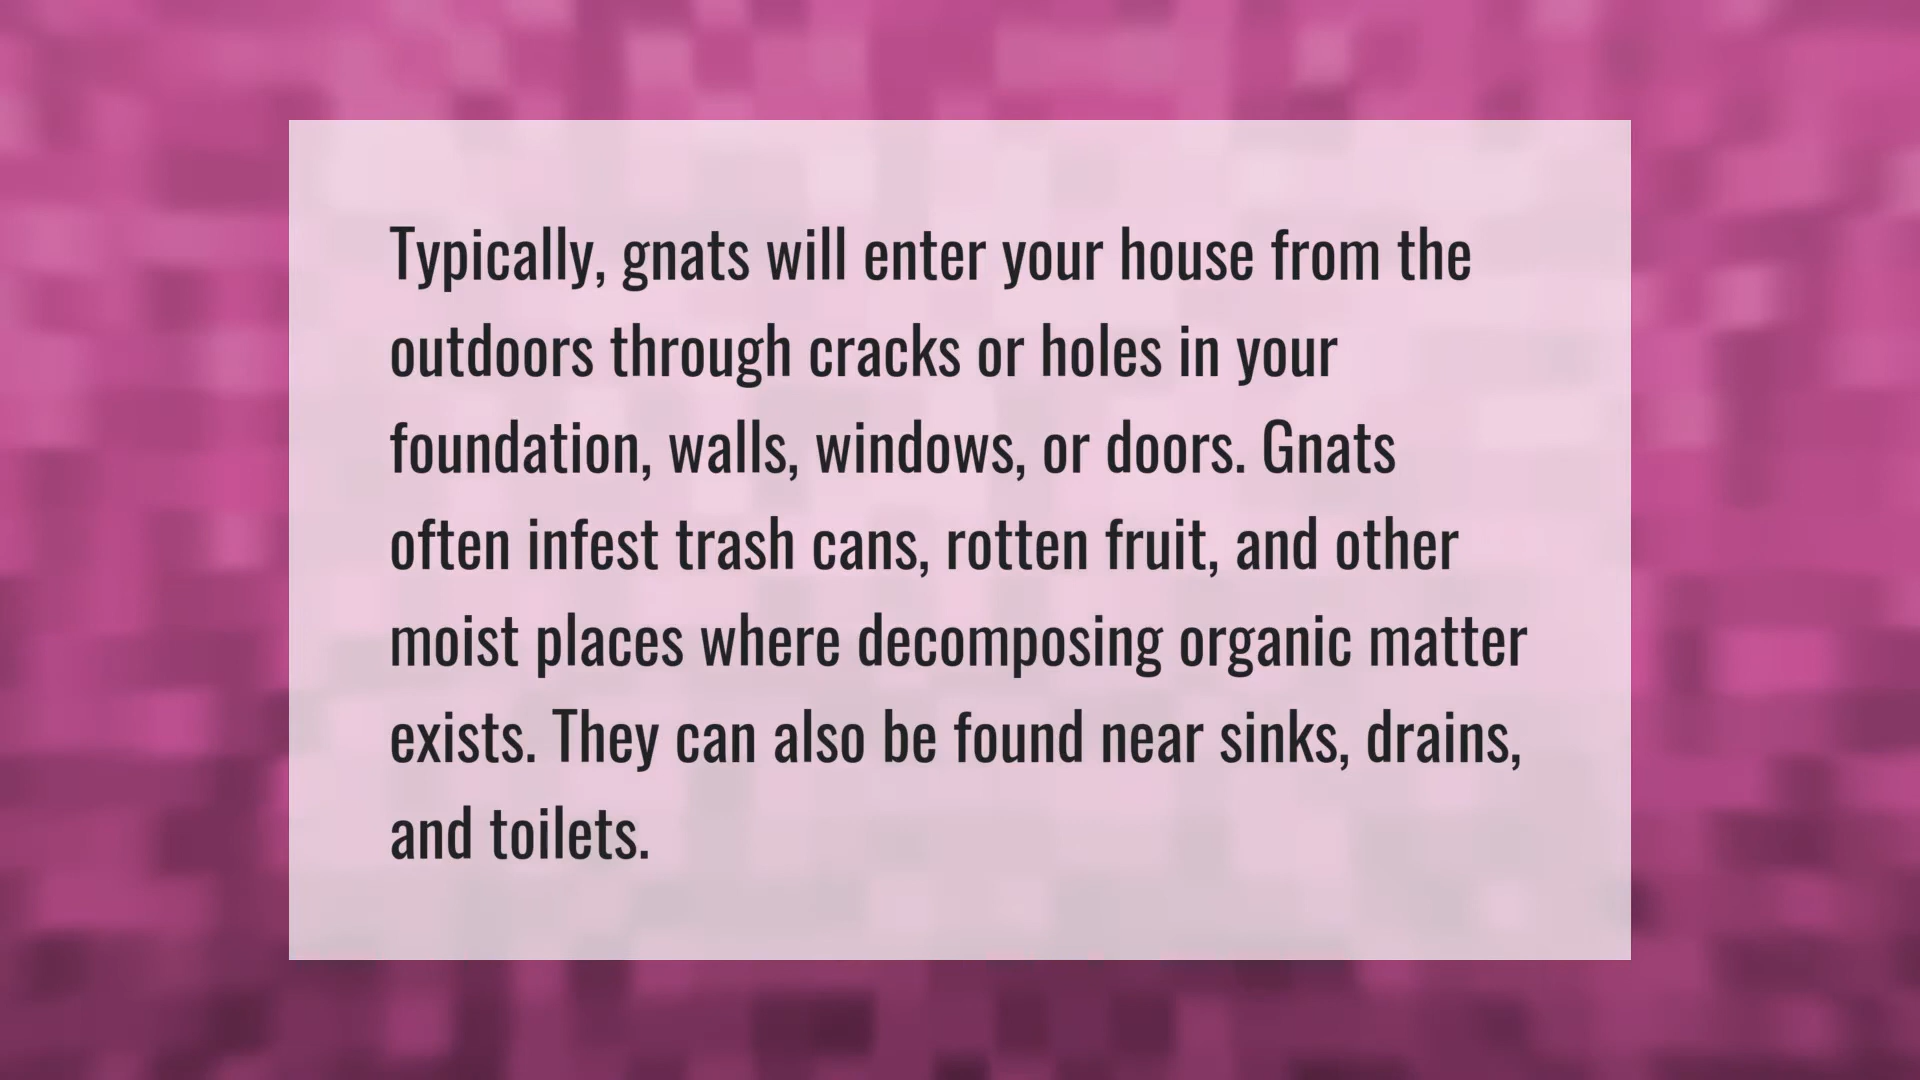 Typically, gnats will enter your house from the
outdoors through cracks or holes in your
foundation, walls, windows, or doors. Gnats
often infest trash cans, rotten fruit, and other
moist places where decomposing organic matter
exists. They can also be found near sinks, drains,
and toilets.